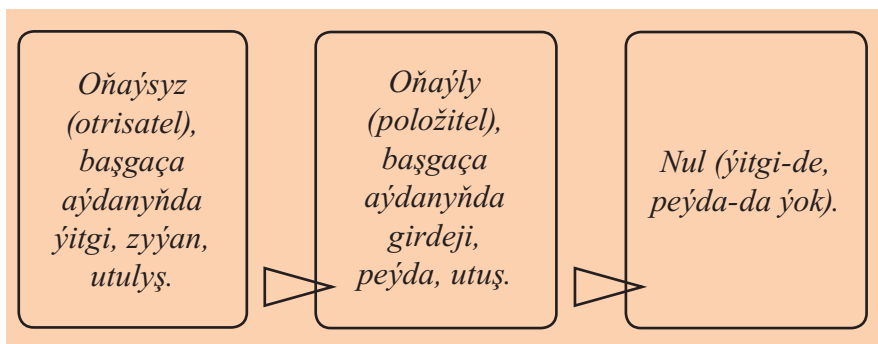 Oňaýsyz
(otrisatel),
başgaça
aýdanyňda
ýitgi, zyýan,
utulyş.
Oňaýly
(položitel),
başgaça
aýdanyňda
girdeji,
peýda, utuş.
Nul (ýitgi-de,
peýda-da ýok).